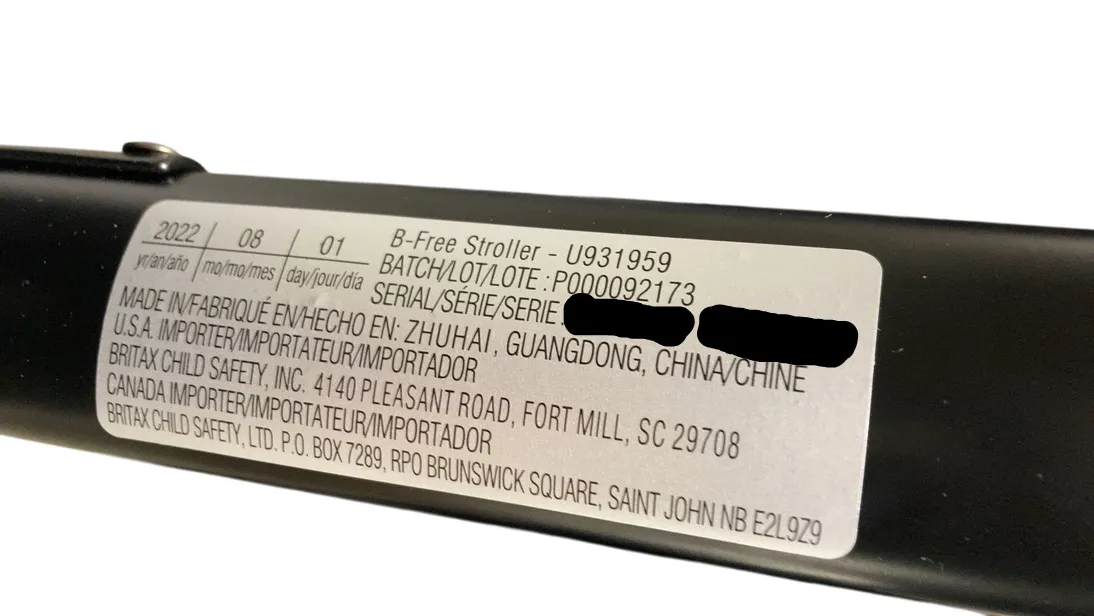 2022 / 08 / 01
yr/an/año / mo/mo/mes / day/jour/día
B-Free Stroller - U931959
BATCH/LOT/LOTE : P000092173
SERIAL/SÉRIE/SERIE
MADE IN/FABRIQUÉ EN/HECHO EN: ZHUHAI, GUANGDONG, CHINA/CHINE
U.S.A. IMPORTER/IMPORTATEUR/IMPORTADOR
BRITAX CHILD SAFETY, INC. 4140 PLEASANT ROAD, FORT MILL, SC 29708
CANADA IMPORTER/IMPORTATEUR/IMPORTADOR
BRITAX CHILD SAFETY, LTD. P.O. BOX 7289, RPO BRUNSWICK SQUARE, SAINT JOHN NB E2L9Z9